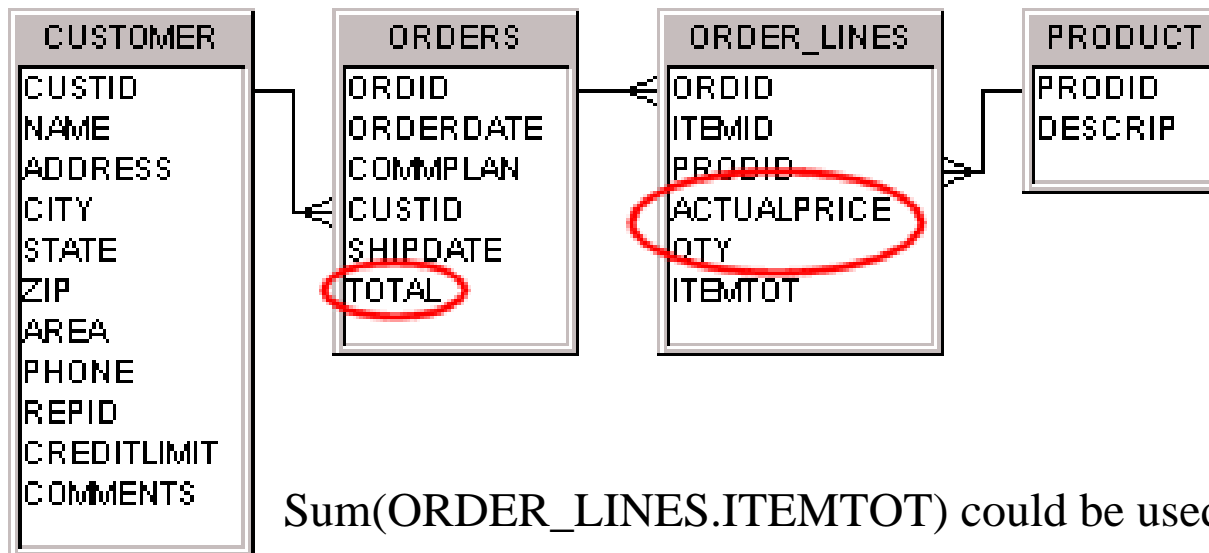 CUSTOMER
CUSTID
NAME
ADDRESS
CITY
STATE
ZIP
AREA
PHONE
REPID
CREDITLIMIT
COMMENTS
ORDERS
ORDID
ORDERDATE
COMMPLAN
CUSTID
SHIPDATE
TOTAL
ORDER_LINES
ORDID
ITEMID
PRODID
ACTUALPRICE
QTY
ITEMTOT
PRODUCT
PRODID
DESCRIP
Sum(ORDER_LINES.ITEMTOT) could be used